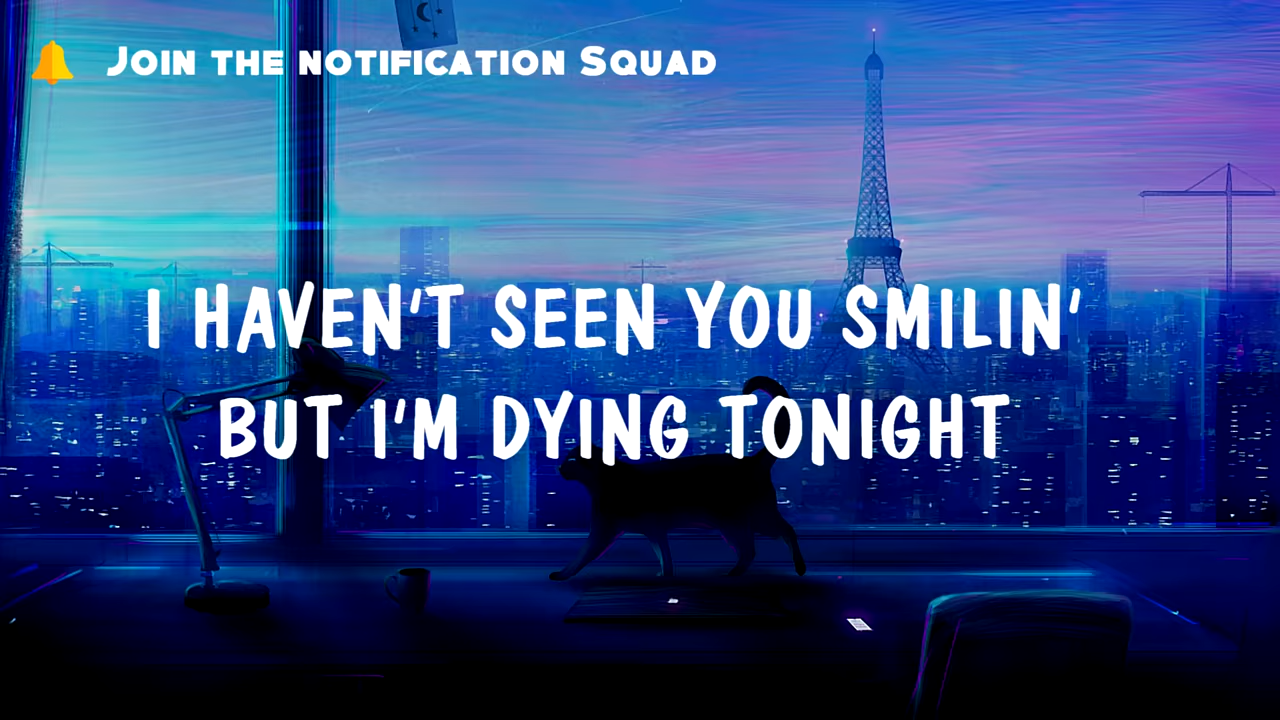 Join the notification Squad
I HAVEN'T SEEN YOU SMILIN'
BUT I'M DYING TONIGHT